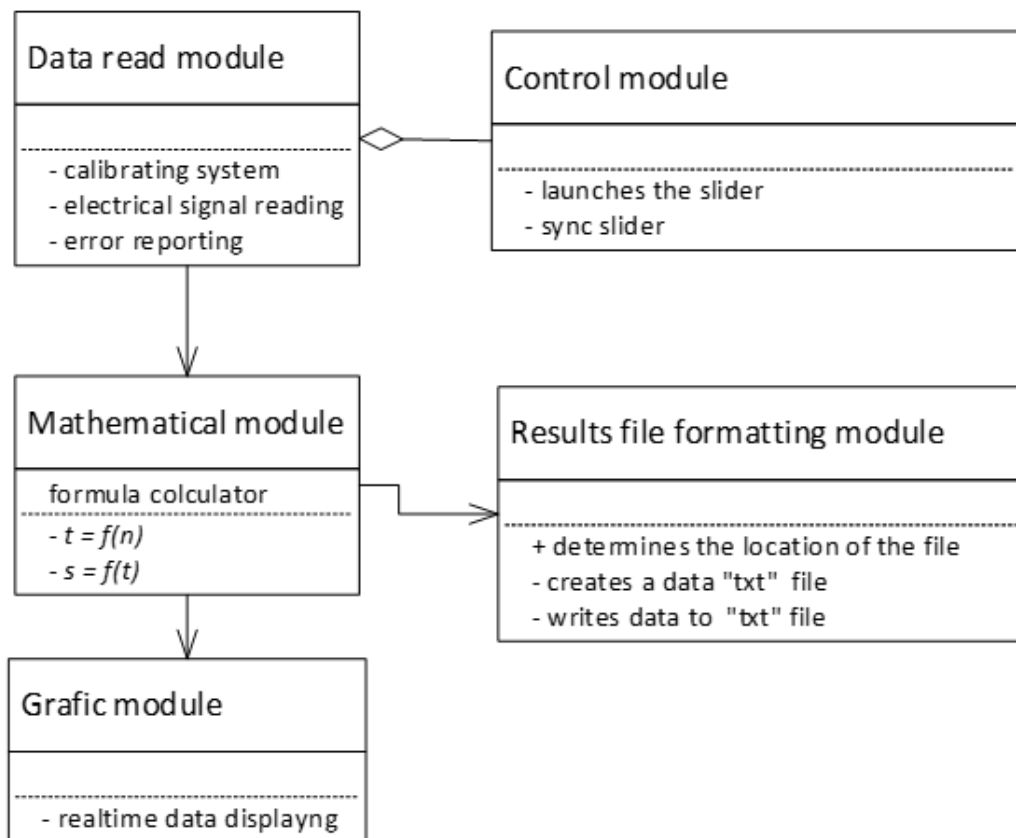 Data read module
- calibrating system
- electrical signal reading
- error reporting
Control module
- launches the slider
- sync slider
Mathematical module
formula colculator
- t = f(n)
- s = f(t)
Results file formatting module
+ determines the location of the file
- creates a data "txt" file
- writes data to "txt" file
Grafic module
- realtime data displayng